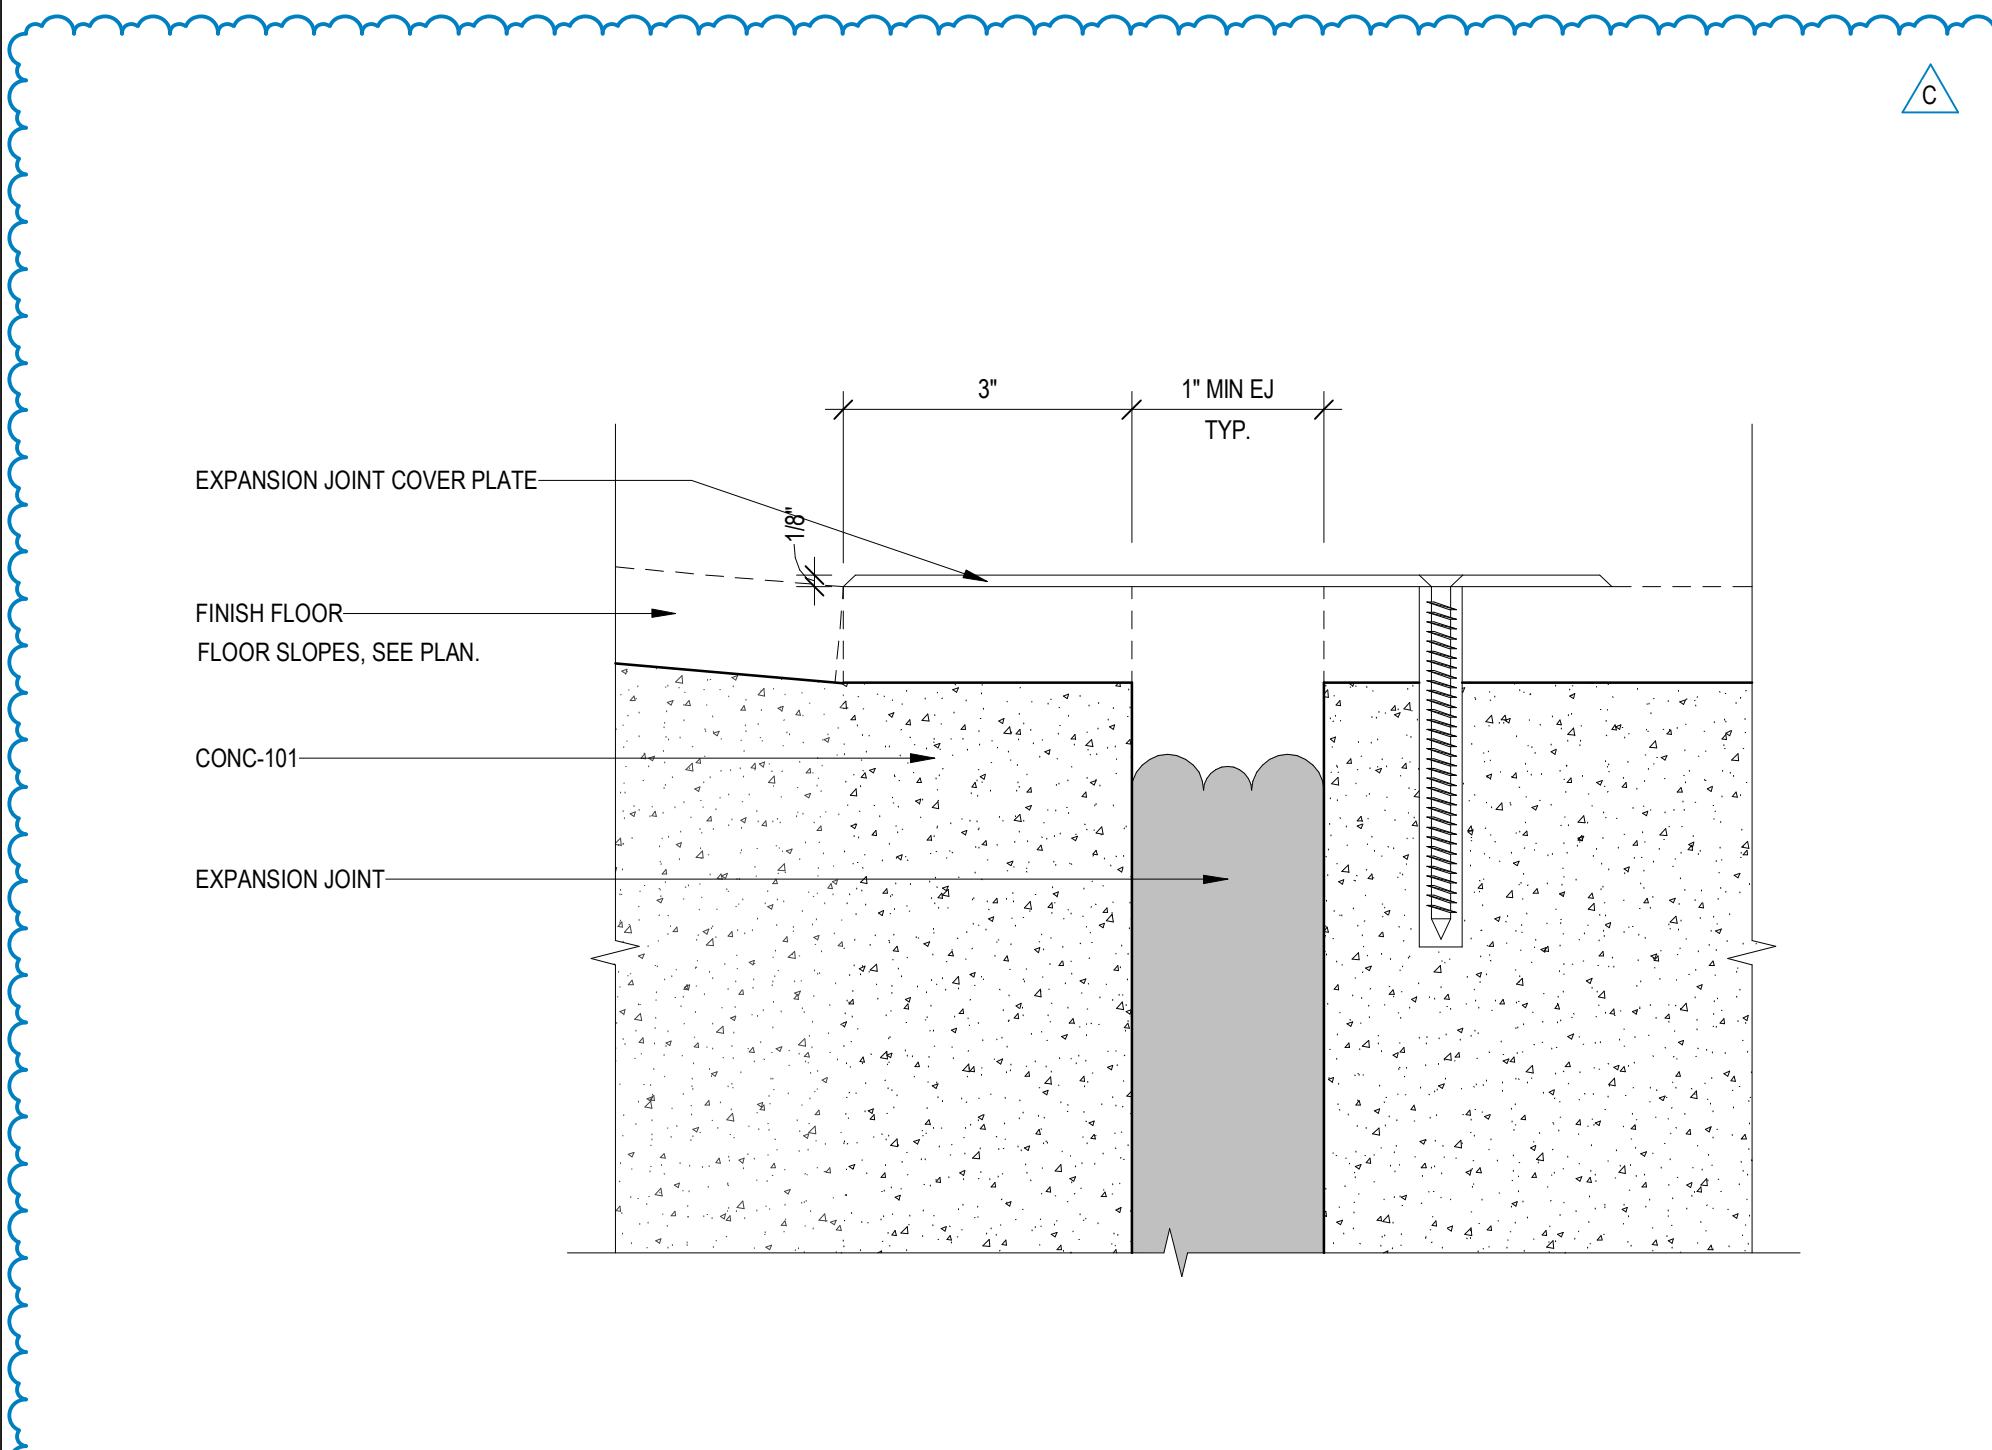 C
3"
1" MIN EJ
TYP.
EXPANSION JOINT COVER PLATE
1/8"
FINISH FLOOR
FLOOR SLOPES, SEE PLAN.
CONC-101
EXPANSION JOINT